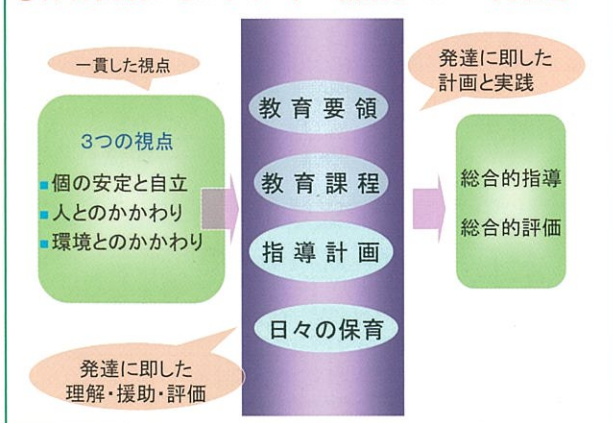 一貫した視点
3つの視点
■個の安定と自立
■人とのかかわり
■環境とのかかわり
発達に即した
理解・援助・評価
教育要領
教育課程
指導計画
日々の保育
発達に即した
計画と実践
総合的指導
総合的評価